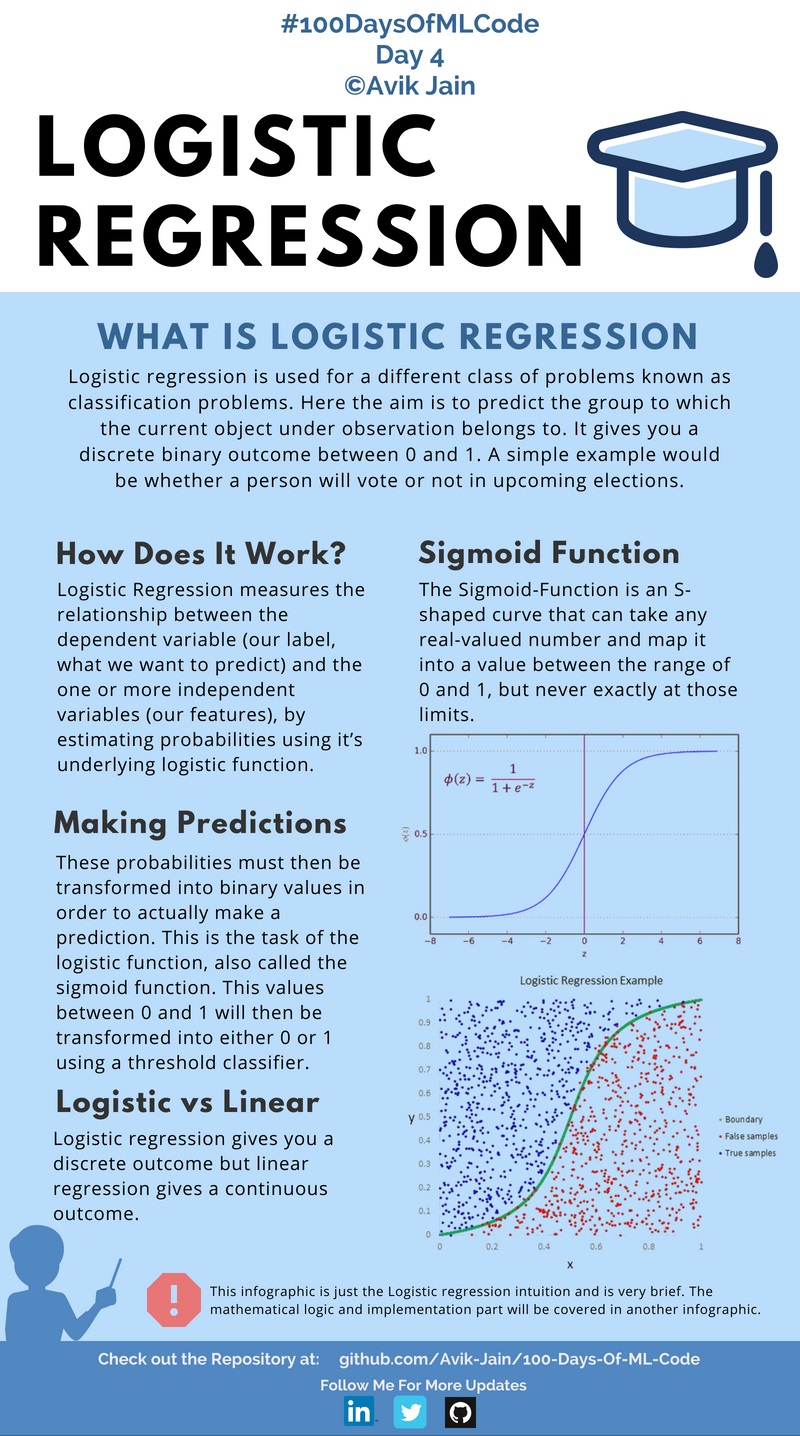 #100DaysOfMLCode
Day 4
©Avik Jain
LOGISTIC
REGRESSION
WHAT IS LOGISTIC REGRESSION
Logistic regression is used for a different class of problems known as
classification problems. Here the aim is to predict the group to which
the current object under observation belongs to. It gives you a
discrete binary outcome between 0 and 1. A simple example would
be whether a person will vote or not in upcoming elections.
How Does It Work?
Logistic Regression measures the
relationship between the
dependent variable (our label,
what we want to predict) and the
one or more independent
variables (our features), by
estimating probabilities using it's
underlying logistic function.
Making Predictions
These probabilities must then be
transformed into binary values in
order to actually make a
prediction. This is the task of the
logistic function, also called the
sigmoid function. This values
between 0 and 1 will then be
transformed into either 0 or 1
using a threshold classifier.
Logistic vs Linear
Logistic regression gives you a
discrete outcome but linear
regression gives a continuous
outcome.
Sigmoid Function
The Sigmoid-Function is an S-
shaped curve that can take any
real-valued number and map it
into a value between the range of
0 and 1, but never exactly at those
limits.
ϕ(z) = 1 / (1 + e^−z)
ϕ(z)
1.0
0.5
0.0
−8 −6 −4 −2 0 2 4 6 8
z
Logistic Regression Example
1
0.9
0.8
0.7
0.6
y 0.5
0.4
0.3
0.2
0.1
0
0 0.2 0.4 0.6 0.8 1
x
Boundary
False samples
True samples
This infographic is just the Logistic regression intuition and is very brief. The
mathematical logic and implementation part will be covered in another infographic.
Check out the Repository at: github.com/Avik-Jain/100-Days-Of-ML-Code
Follow Me For More Updates
in